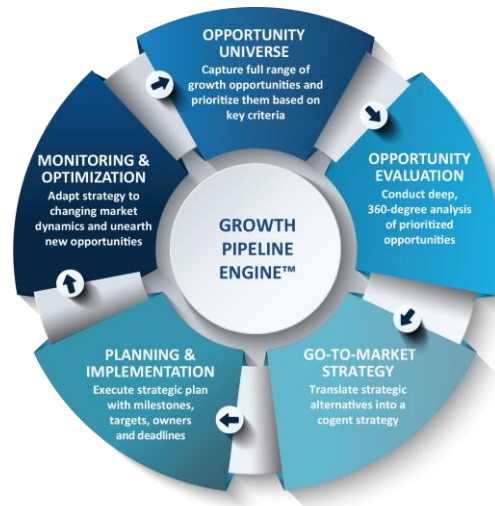 OPPORTUNITY
UNIVERSE
Capture full range of
growth opportunities and
prioritize them based on
key criteria
OPPORTUNITY
EVALUATION
Conduct deep,
360-degree analysis
of prioritized
opportunities
GO-TO-MARKET
STRATEGY
Translate strategic
alternatives into a
cogent strategy
PLANNING &
IMPLEMENTATION
Execute strategic plan
with milestones,
targets, owners
and deadlines
MONITORING &
OPTIMIZATION
Adapt strategy to
changing market
dynamics and unearth
new opportunities
GROWTH
PIPELINE
ENGINE™